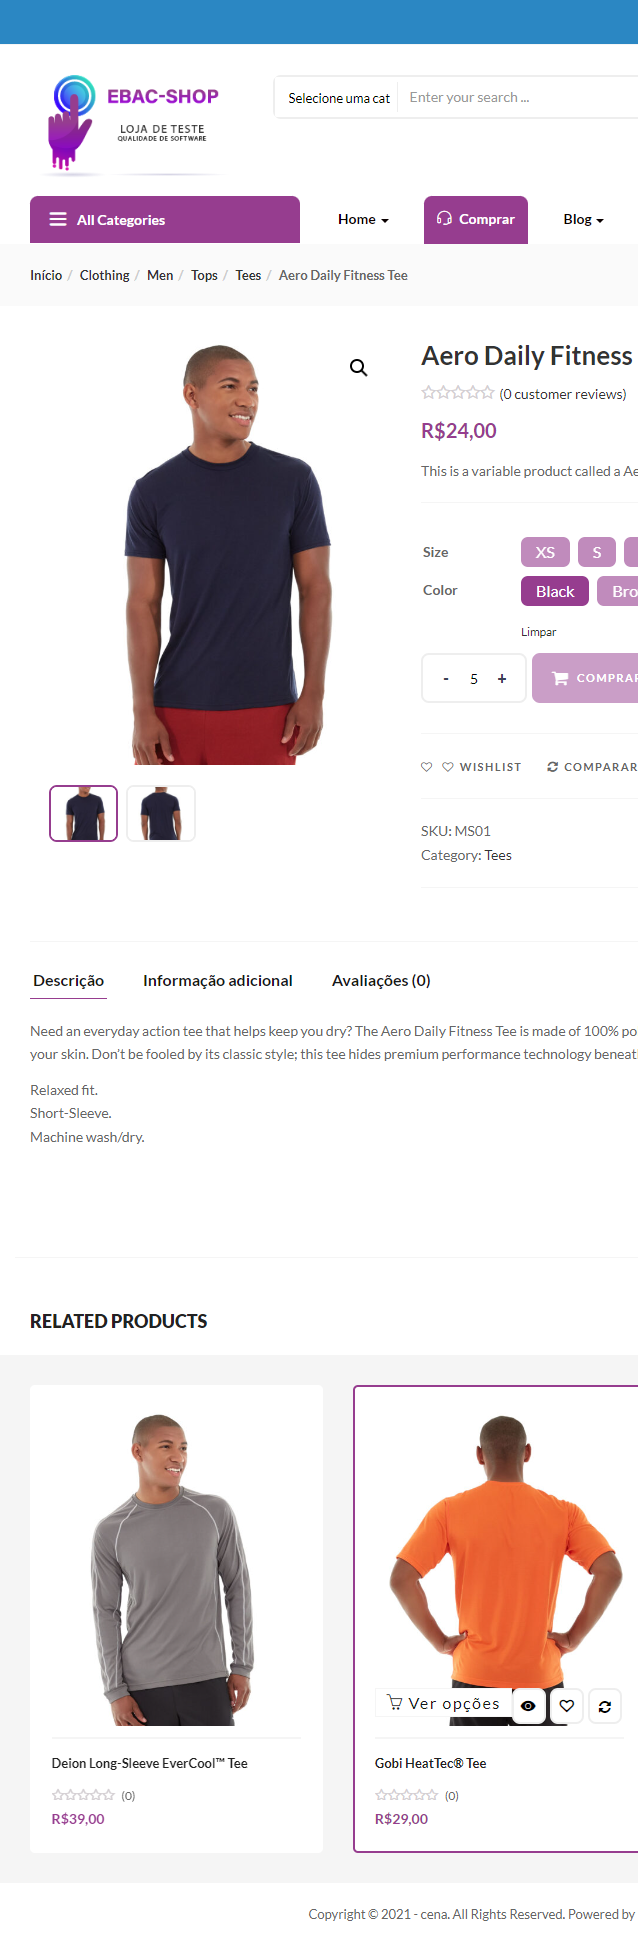 EBAC-SHOP
LOJA DE TESTE
QUALIDADE DE SOFTWARE
Selecione uma cat
Enter your search ...
All Categories
Home
Comprar
Blog
Início / Clothing / Men / Tops / Tees / Aero Daily Fitness Tee
Aero Daily Fitness
(0 customer reviews)
R$24,00
This is a variable product called a Ae
Size
XS
S
Color
Black
Bro
Limpar
- 5 +
COMPRAR
WISHLIST
COMPARAR
SKU: MS01
Category: Tees
Descrição
Informação adicional
Avaliações (0)
Need an everyday action tee that helps keep you dry? The Aero Daily Fitness Tee is made of 100% po
your skin. Don't be fooled by its classic style; this tee hides premium performance technology beneat
Relaxed fit.
Short-Sleeve.
Machine wash/dry.
RELATED PRODUCTS
Deion Long-Sleeve EverCool™ Tee
(0)
R$39,00
Ver opções
Gobi HeatTec® Tee
(0)
R$29,00
Copyright © 2021 - cena. All Rights Reserved. Powered by